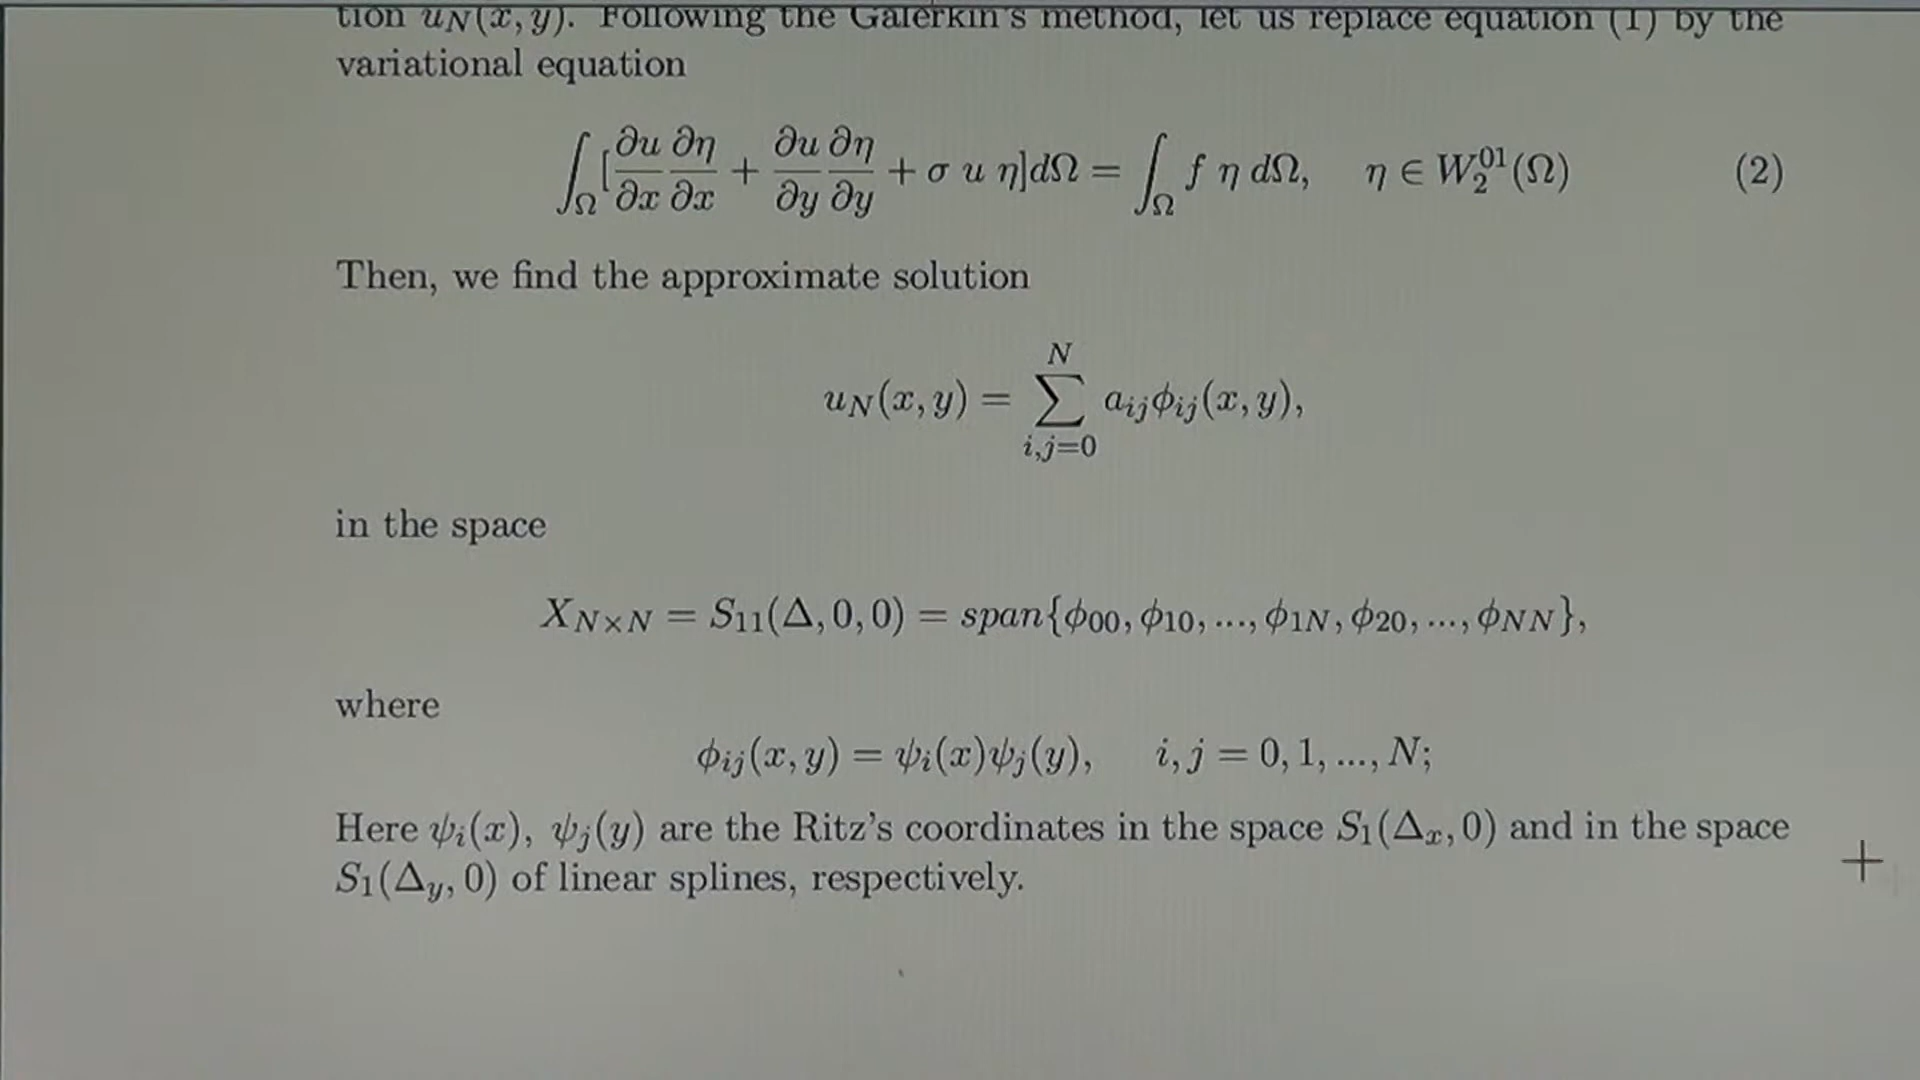 tion u_N(x, y). Following the Galerkin's method, let us replace equation (1) by the
variational equation
∫_Ω [∂u/∂x ∂η/∂x + ∂u/∂y ∂η/∂y + σ u η]dΩ = ∫_Ω f η dΩ, η ∈ W_2^{01}(Ω) (2)
Then, we find the approximate solution
u_N(x, y) = ∑_{i,j=0}^{N} a_{ij}ϕ_{ij}(x, y),
in the space
X_{N×N} = S_{11}(Δ, 0, 0) = span{ϕ_{00}, ϕ_{10}, ..., ϕ_{1N}, ϕ_{20}, ..., ϕ_{NN}},
where
ϕ_{ij}(x, y) = ψ_i(x)ψ_j(y), i, j = 0, 1, ..., N;
Here ψ_i(x), ψ_j(y) are the Ritz's coordinates in the space S_1(Δ_x, 0) and in the space
S_1(Δ_y, 0) of linear splines, respectively.